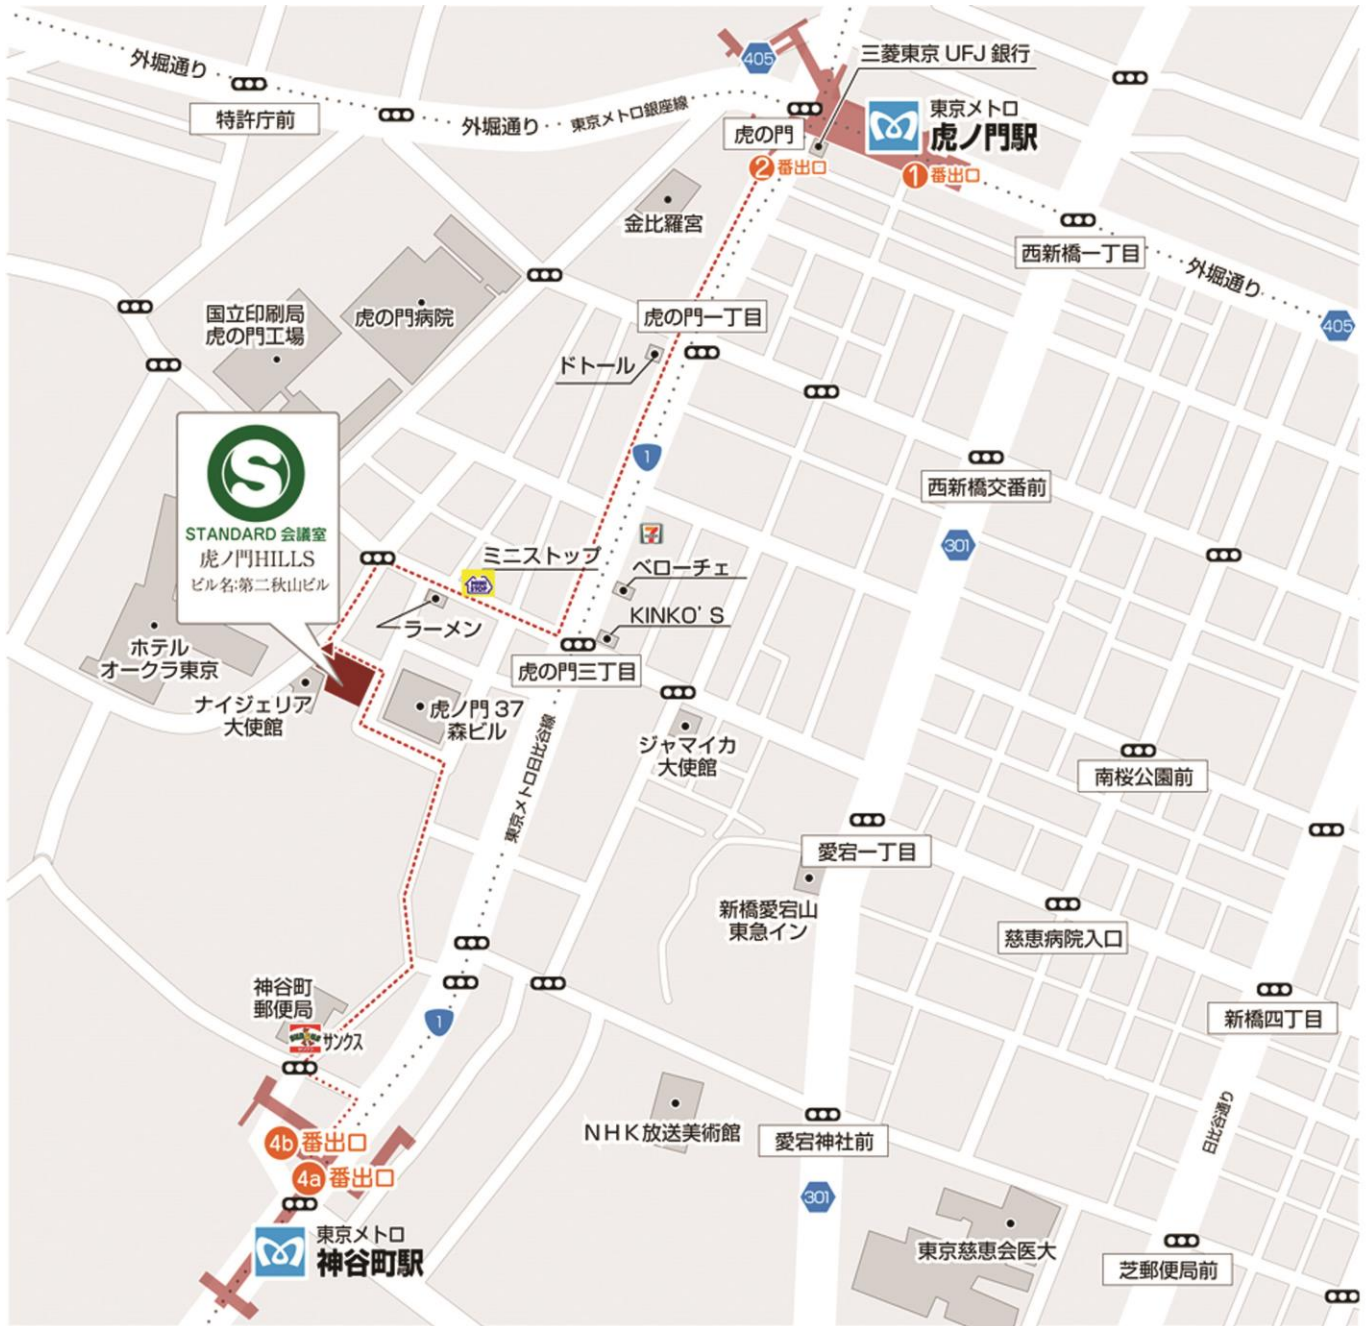 外堀通り
特許庁前
外堀通り
東京メトロ銀座線
405
三菱東京 UFJ 銀行
虎の門
東京メトロ
虎ノ門駅
2 番出口
1 番出口
金比羅宮
西新橋一丁目
外堀通り
405
国立印刷局
虎の門工場
虎の門病院
虎の門一丁目
ドトール
1
西新橋交番前
301
S
STANDARD 会議室
虎ノ門HILLS
ビル名:第二秋山ビル
7
ミニストップ
MINI
STOP
ベローチェ
KINKO'S
ラーメン
虎の門三丁目
ホテル
オークラ東京
ナイジェリア
大使館
虎ノ門 37
森ビル
東京メトロ日比谷線
ジャマイカ
大使館
南桜公園前
愛宕一丁目
新橋愛宕山
東急イン
慈恵病院入口
新橋四丁目
神谷町
郵便局
サンクス
1
日比谷通り
NHK放送美術館
愛宕神社前
301
4b 番出口
4a 番出口
東京メトロ
神谷町駅
東京慈恵会医大
芝郵便局前